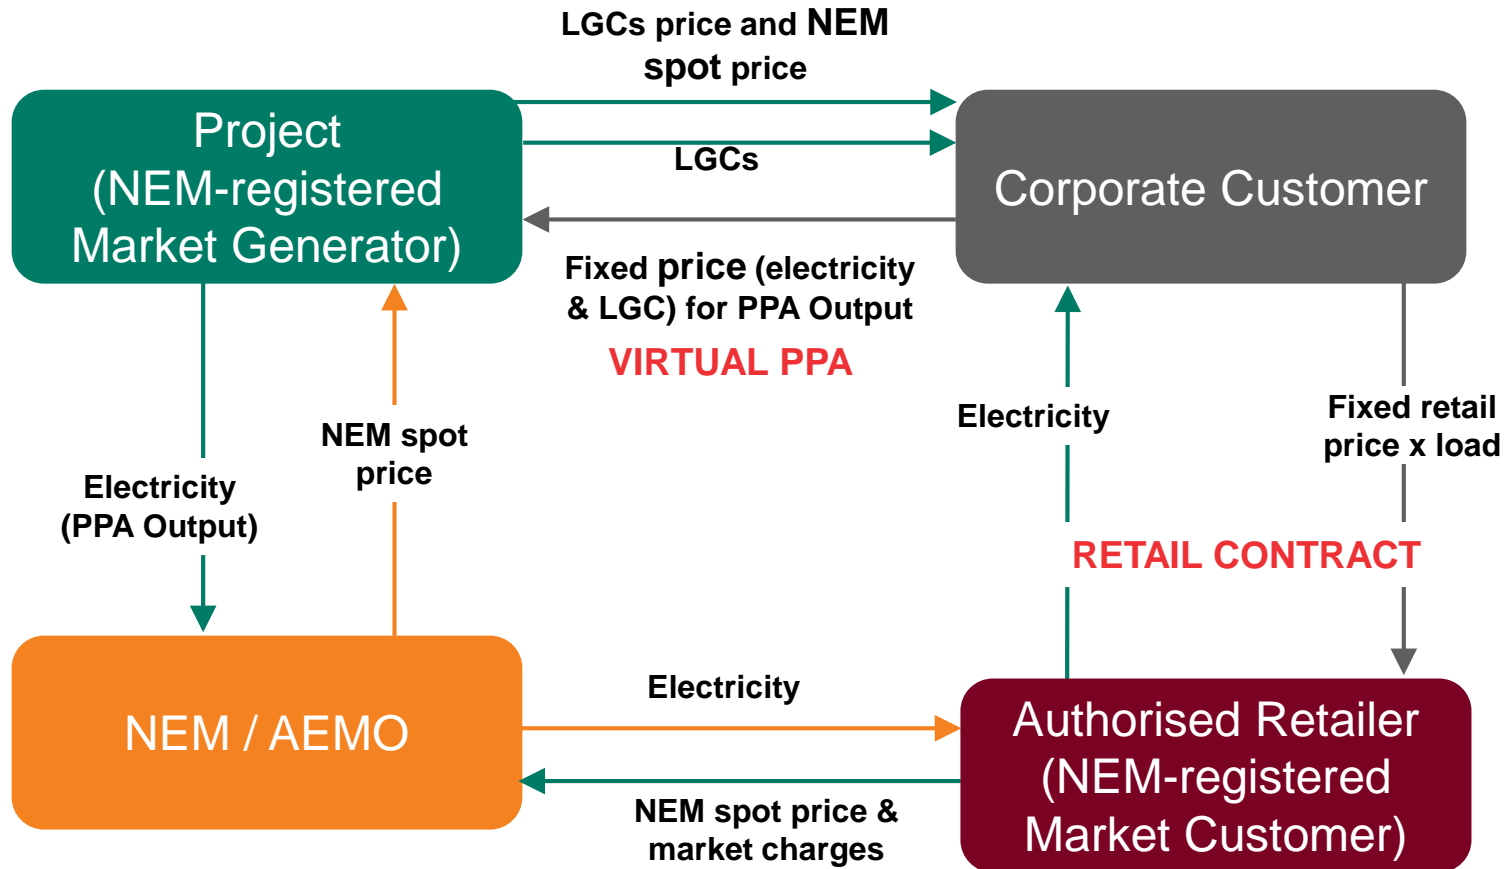 LGCs price and NEM
spot price
Project
(NEM-registered
Market Generator)
LGCs
Corporate Customer
Fixed price (electricity
& LGC) for PPA Output
VIRTUAL PPA
NEM spot
price
Electricity
Fixed retail
price x load
Electricity
(PPA Output)
RETAIL CONTRACT
NEM / AEMO
Electricity
Authorised Retailer
(NEM-registered
Market Customer)
NEM spot price &
market charges